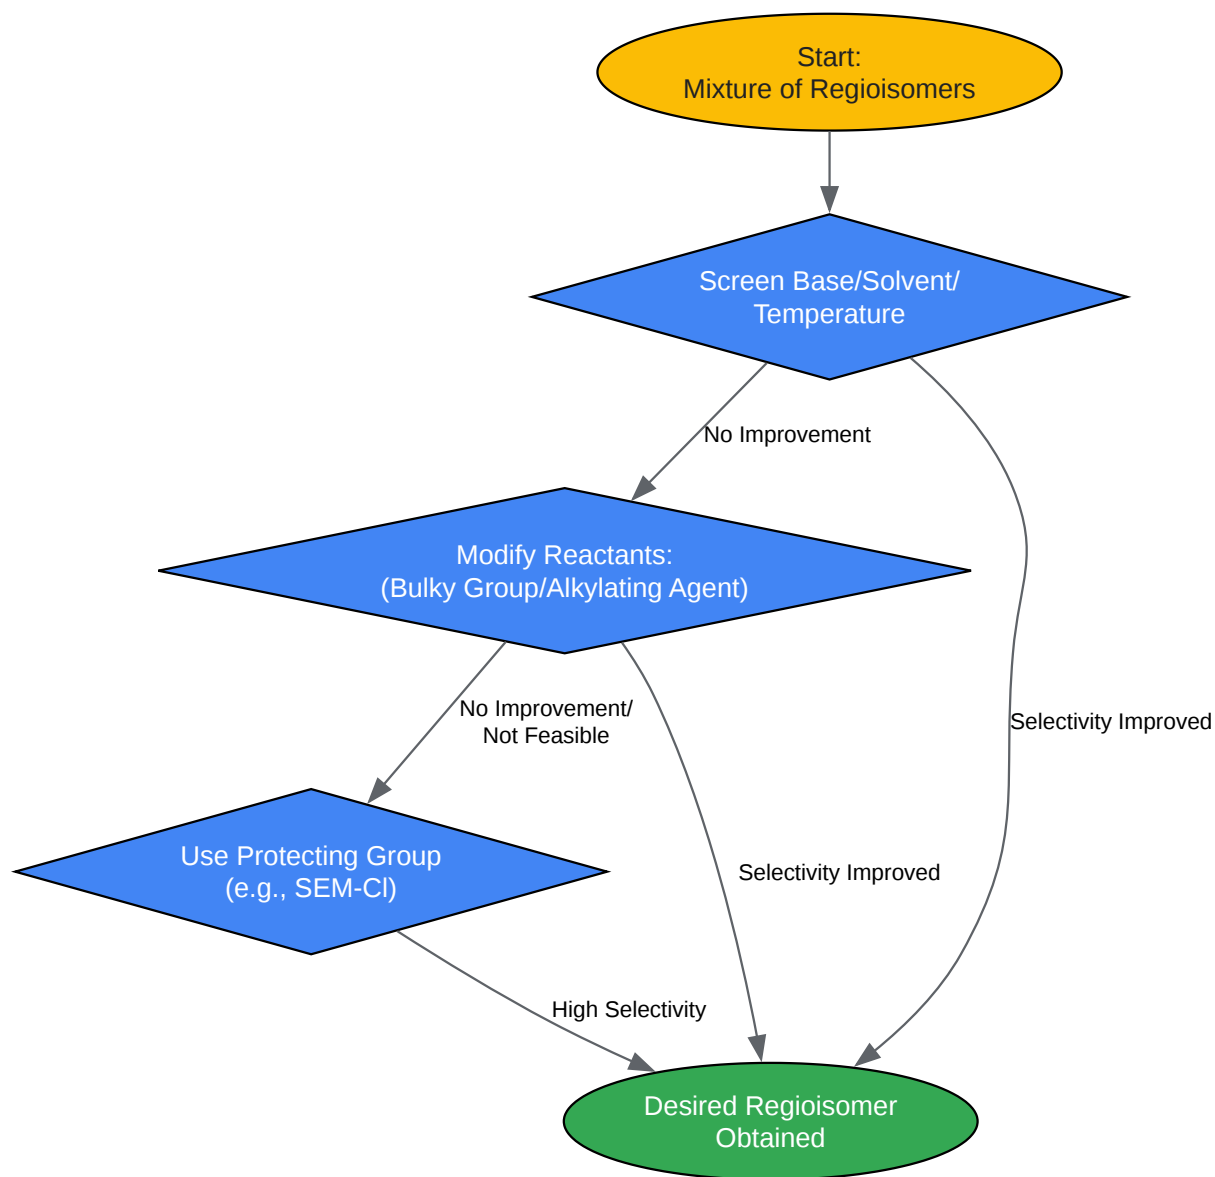 Start:
Mixture of Regioisomers
Screen Base/Solvent/
Temperature
No Improvement
Modify Reactants:
(Bulky Group/Alkylating Agent)
No Improvement/
Not Feasible
Selectivity Improved
Use Protecting Group
(e.g., SEM-Cl)
Selectivity Improved
High Selectivity
Desired Regioisomer
Obtained